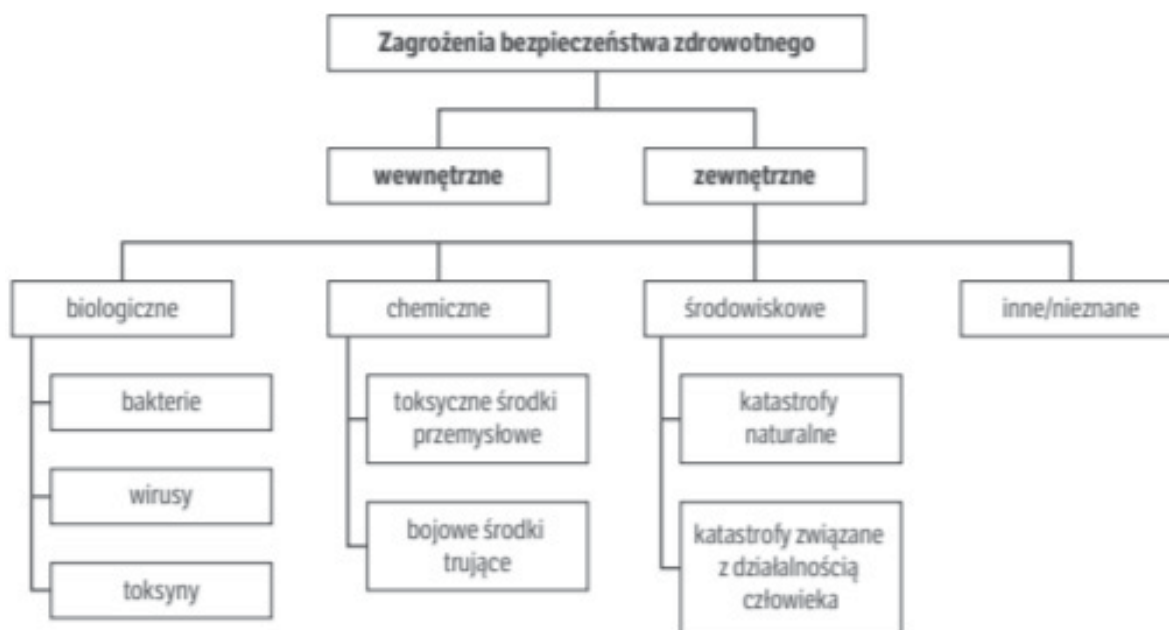 Zagrożenia bezpieczeństwa zdrowotnego
wewnętrzne
zewnętrzne
biologiczne
chemiczne
środowiskowe
inne/nieznane
bakterie
wirusy
toksyny
toksyczne środki
przemysłowe
bojowe środki
trujące
katastrofy
naturalne
katastrofy związane
z działalnością
człowieka